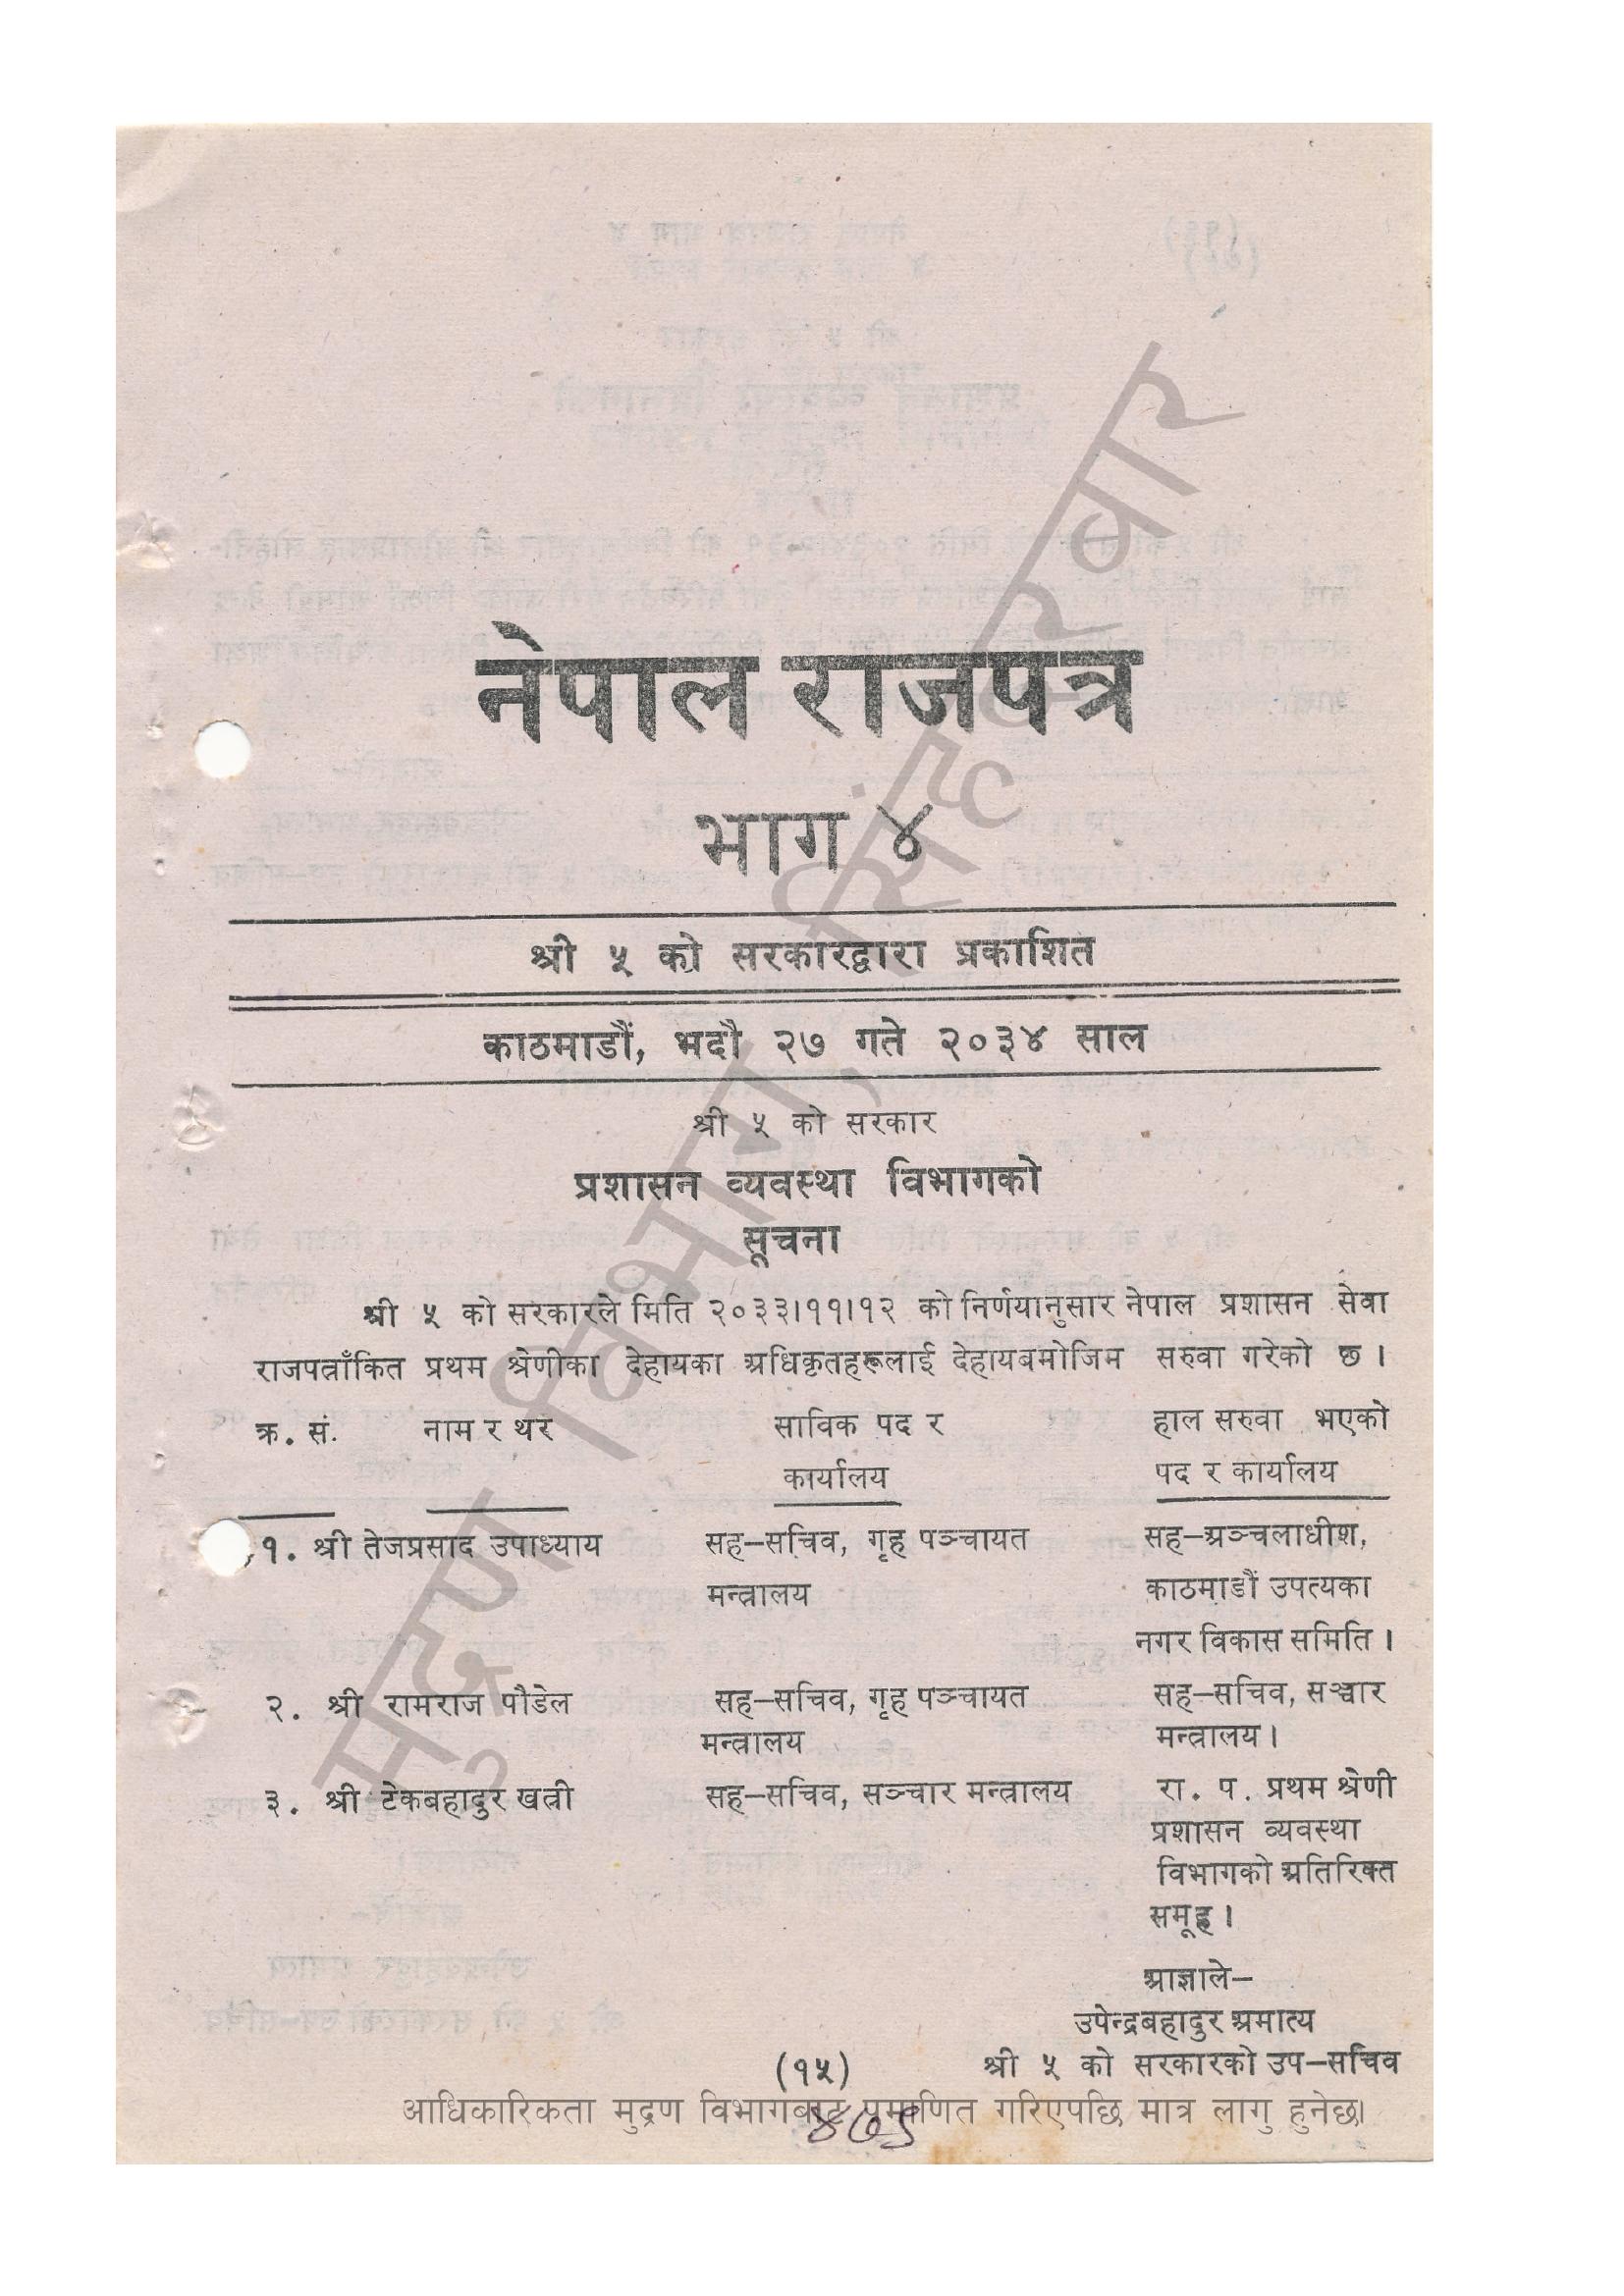 नेपाल राजपत्र
भाग ४
श्री ५ को सरकारद्वारा प्रकाशित
काठमाडौं, भदौ २७ गते २०३४ साल
श्री ५ को सरकार
प्रशासन व्यवस्था विभागको
सूचना
श्री ५ को सरकारले मिति २०३३।११।१२ को निर्णयानुसार नेपाल प्रशासन सेवा
राजपत्राँकित प्रथम श्रेणीका देहायका अधिकृतहरूलाई देहायबमोजिम सरुवा गरेको छ ।
क्र. सं. नाम र थर साविक पद र हाल सरुवा भएको
कार्यालय पद र कार्यालय
१. श्री तेजप्रसाद उपाध्याय सह–सचिव, गृह पञ्चायत सह–अञ्चलाधीश,
मन्त्रालय काठमाडौं उपत्यका
नगर विकास समिति ।
२. श्री रामराज पौडेल सह–सचिव, गृह पञ्चायत सह–सचिव, सञ्चार
मन्त्रालय मन्त्रालय ।
३. श्री टेकबहादुर खत्री सह–सचिव, सञ्चार मन्त्रालय रा. प. प्रथम श्रेणी
प्रशासन व्यवस्था
विभागको अतिरिक्त
समूह ।
आज्ञाले–
उपेन्द्रबहादुर अमात्य
श्री ५ को सरकारको उप–सचिव
(१५)
आधिकारिकता मुद्रण विभागबाट प्रमाणित गरिएपछि मात्र लागु हुनेछ।
मुद्रण विभाग, सिंहदरवार